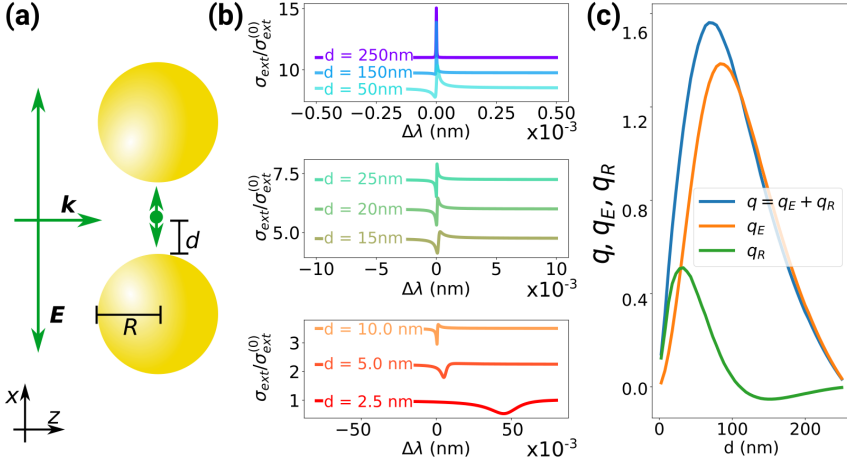 (a)
k
d
E
R
x
z
(b)
σext/σext(0)
15
10
d = 250nm
d = 150nm
d = 50nm
−0.50 −0.25 0.00 0.25 0.50
Δλ (nm) x10-3
σext/σext(0)
7.5
5.0
d = 25nm
d = 20nm
d = 15nm
−10 −5 0 5 10
Δλ (nm) x10-3
σext/σext(0)
3
2
1
d = 10.0 nm
d = 5.0 nm
d = 2.5 nm
−50 0 50
Δλ (nm) x10-3
(c)
q, qE, qR
1.6
1.2
0.8
0.4
0.0
q = qE + qR
qE
qR
0 100 200
d (nm)